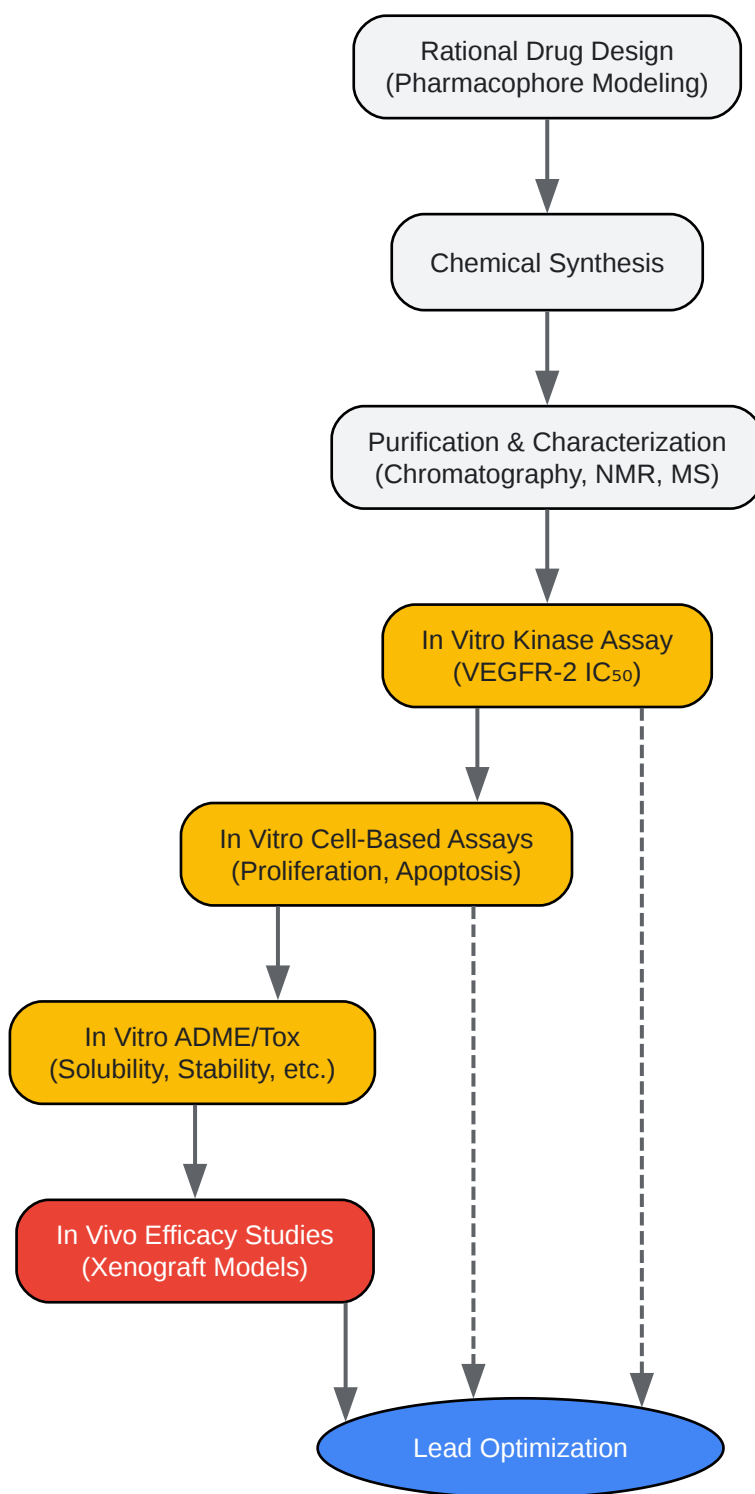 Rational Drug Design
(Pharmacophore Modeling)
Chemical Synthesis
Purification & Characterization
(Chromatography, NMR, MS)
In Vitro Kinase Assay
(VEGFR-2 IC₅₀)
In Vitro Cell-Based Assays
(Proliferation, Apoptosis)
In Vitro ADME/Tox
(Solubility, Stability, etc.)
In Vivo Efficacy Studies
(Xenograft Models)
Lead Optimization